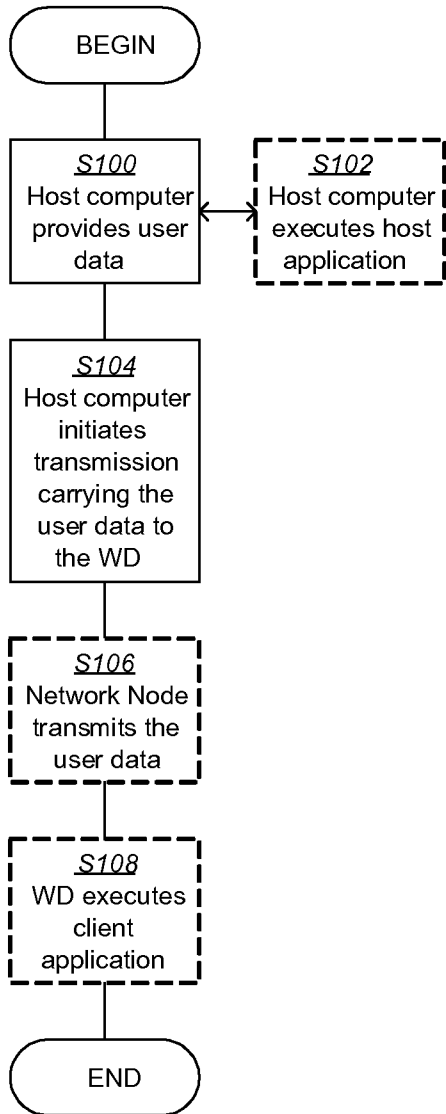 BEGIN
S100
Host computer
provides user
data
S102
Host computer
executes host
application
S104
Host computer
initiates
transmission
carrying the
user data to
the WD
S106
Network Node
transmits the
user data
S108
WD executes
client
application
END